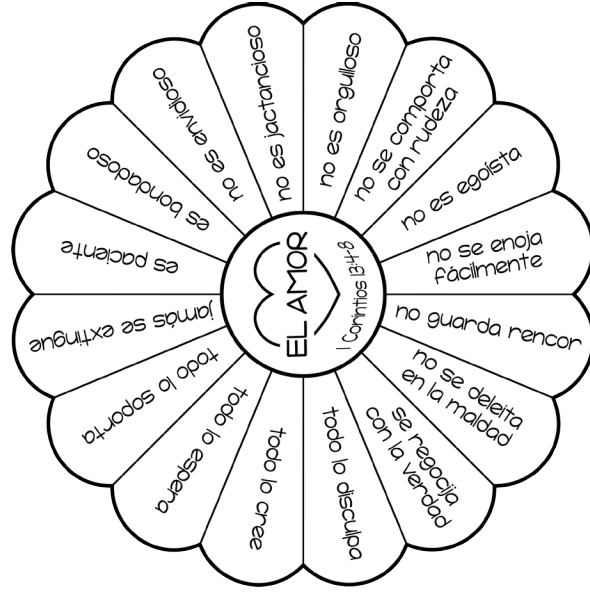 EL AMOR
1 Corintios 13:4-8
es paciente
es bondadoso
no es envidioso
no es jactancioso
no es orgulloso
no se comporta
con rudeza
no es egoísta
no se enoja
fácilmente
no guarda rencor
no se deleita
en la maldad
se regocija
con la verdad
todo lo disculpa
todo lo cree
todo lo espera
todo lo soporta
jamás se extingue